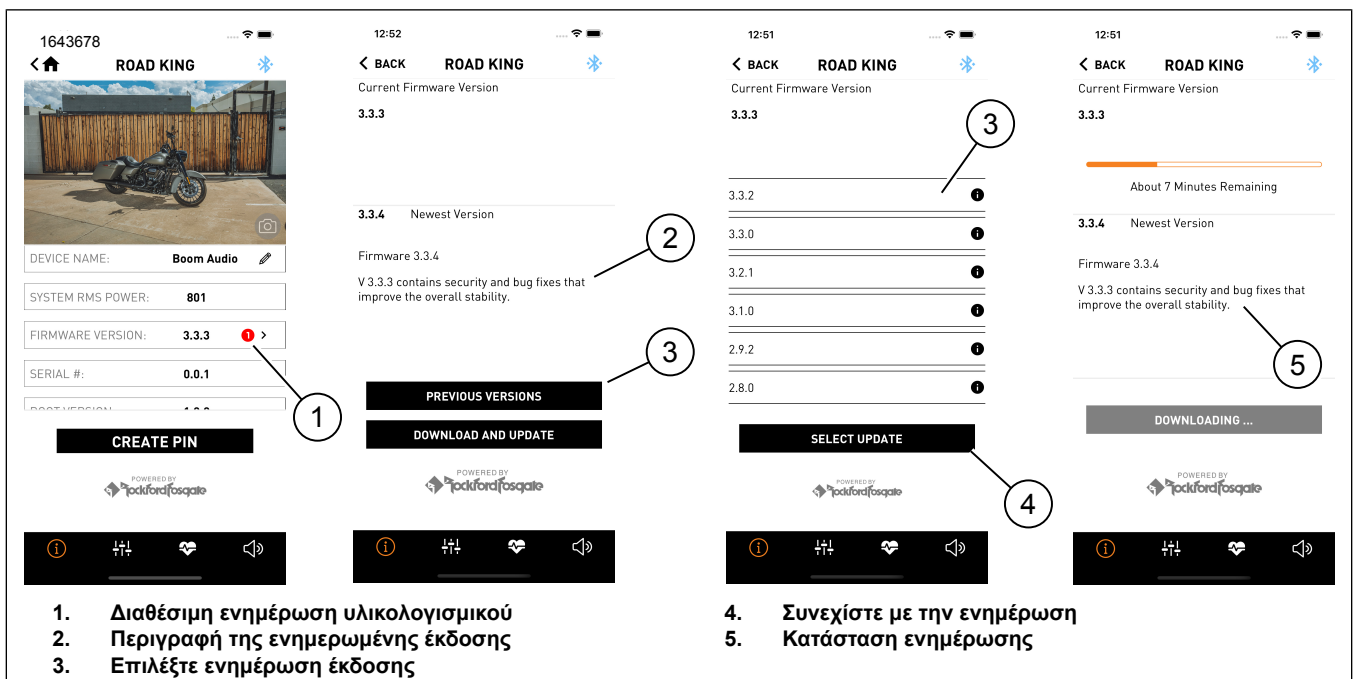 1643678
ROAD KING
DEVICE NAME: Boom Audio
SYSTEM RMS POWER: 801
FIRMWARE VERSION: 3.3.3 1 >
SERIAL #: 0.0.1
CREATE PIN
POWERED BY
Rockford Fosgate
1
12:52
BACK ROAD KING
Current Firmware Version
3.3.3
3.3.4 Newest Version
Firmware 3.3.4
V 3.3.3 contains security and bug fixes that
improve the overall stability.
PREVIOUS VERSIONS
DOWNLOAD AND UPDATE
POWERED BY
Rockford Fosgate
2
3
12:51
BACK ROAD KING
Current Firmware Version
3.3.3
3
3.3.2
3.3.0
3.2.1
3.1.0
2.9.2
2.8.0
SELECT UPDATE
POWERED BY
Rockford Fosgate
4
12:51
BACK ROAD KING
Current Firmware Version
3.3.3
About 7 Minutes Remaining
3.3.4 Newest Version
Firmware 3.3.4
V 3.3.3 contains security and bug fixes that
improve the overall stability.
5
DOWNLOADING ...
POWERED BY
Rockford Fosgate
1. Διαθέσιμη ενημέρωση υλικολογισμικού
2. Περιγραφή της ενημερωμένης έκδοσης
3. Επιλέξτε ενημέρωση έκδοσης
4. Συνεχίστε με την ενημέρωση
5. Κατάσταση ενημέρωσης